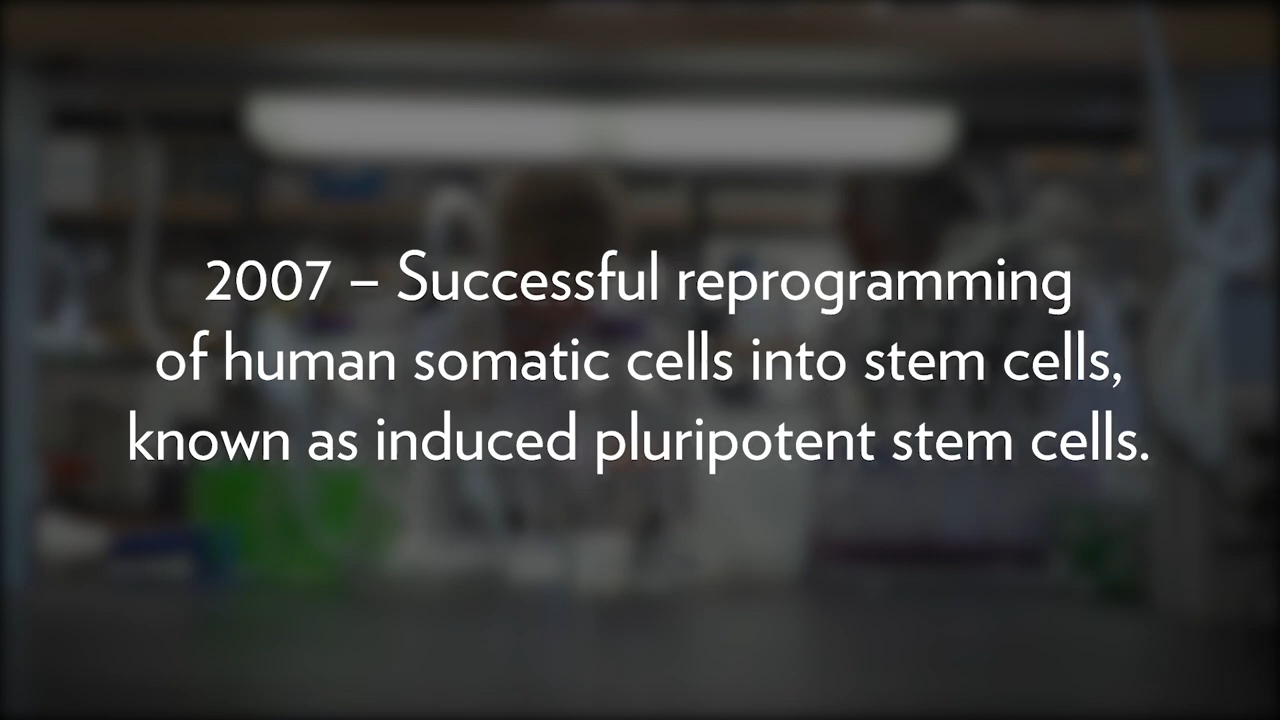 2007 – Successful reprogramming
of human somatic cells into stem cells,
known as induced pluripotent stem cells.